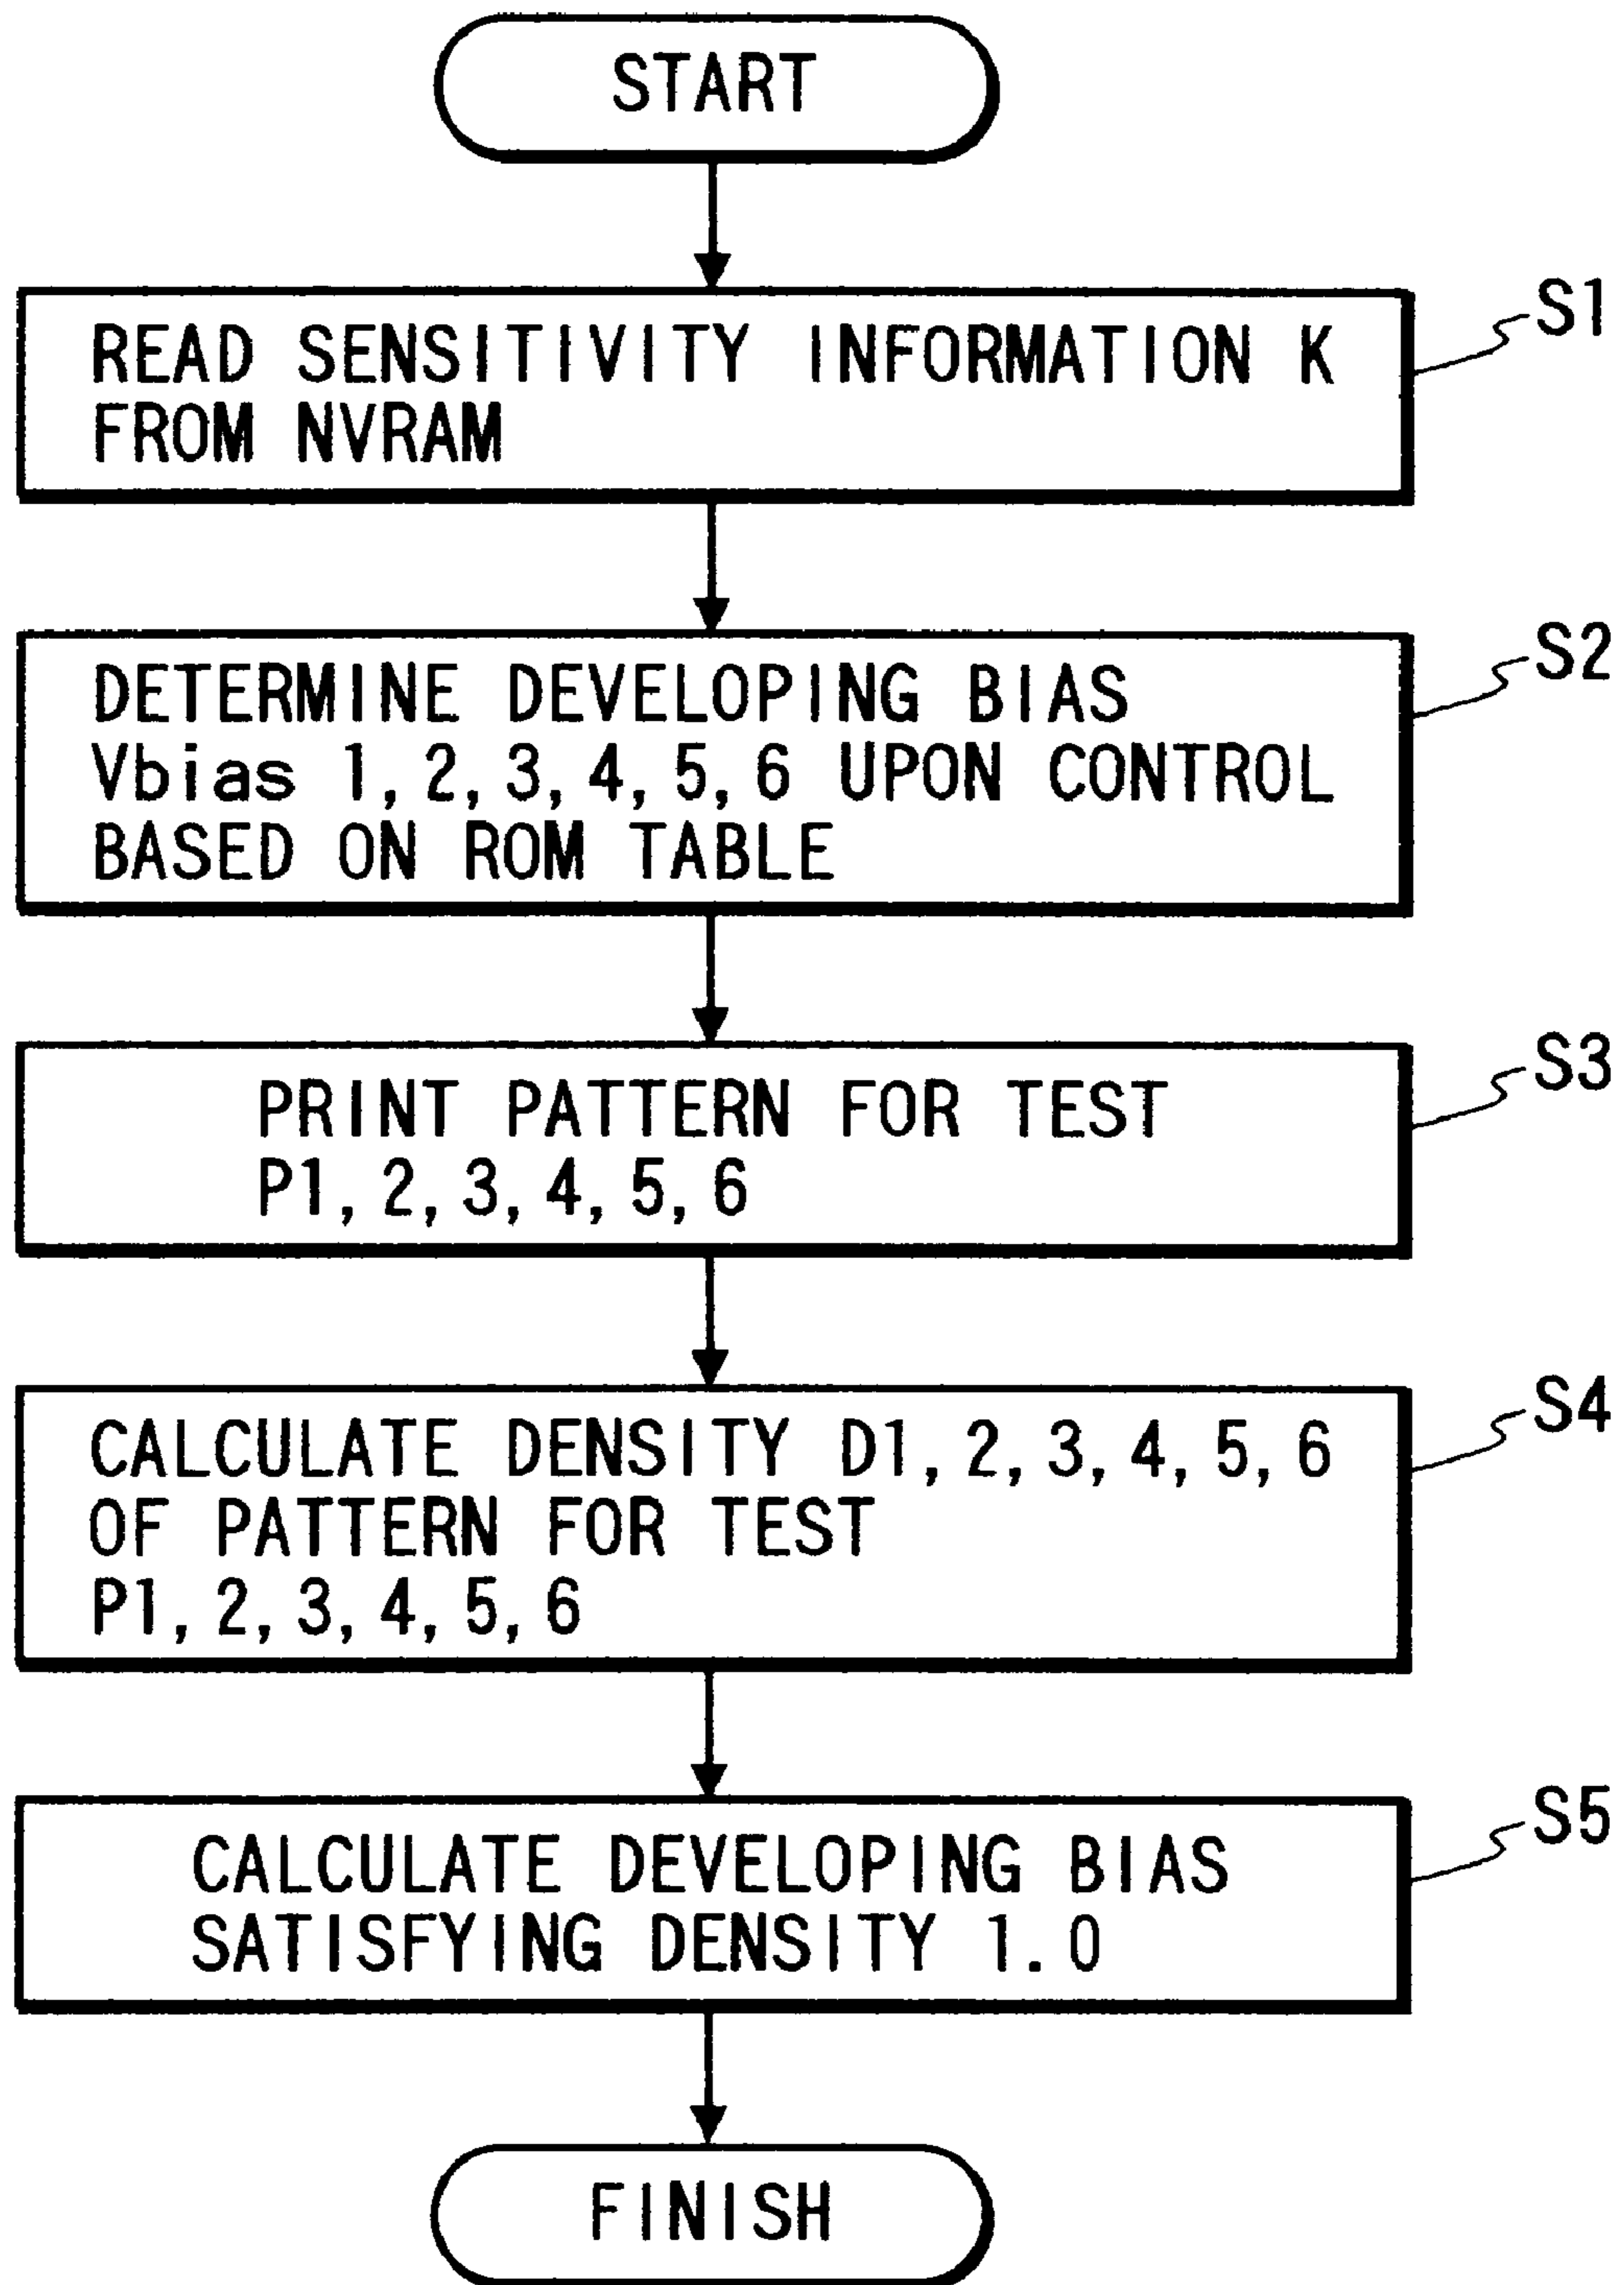 START
READ SENSITIVITY INFORMATION K
FROM NVRAM
S1
DETERMINE DEVELOPING BIAS
Vbias 1, 2, 3, 4, 5, 6 UPON CONTROL
BASED ON ROM TABLE
S2
PRINT PATTERN FOR TEST
P1, 2, 3, 4, 5, 6
S3
CALCULATE DENSITY D1, 2, 3, 4, 5, 6
OF PATTERN FOR TEST
P1, 2, 3, 4, 5, 6
S4
CALCULATE DEVELOPING BIAS
SATISFYING DENSITY 1.0
S5
FINISH